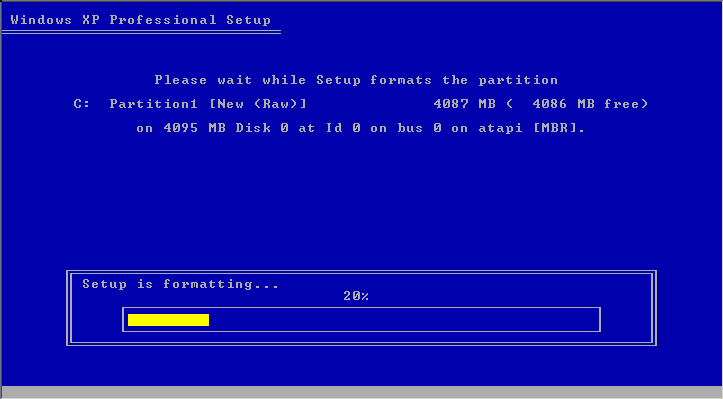 Windows XP Professional Setup
Please wait while Setup formats the partition
C:  Partition1 [New (Raw)]                4087 MB (  4086 MB free)
on 4095 MB Disk 0 at Id 0 on bus 0 on atapi [MBR].
Setup is formatting...
20%